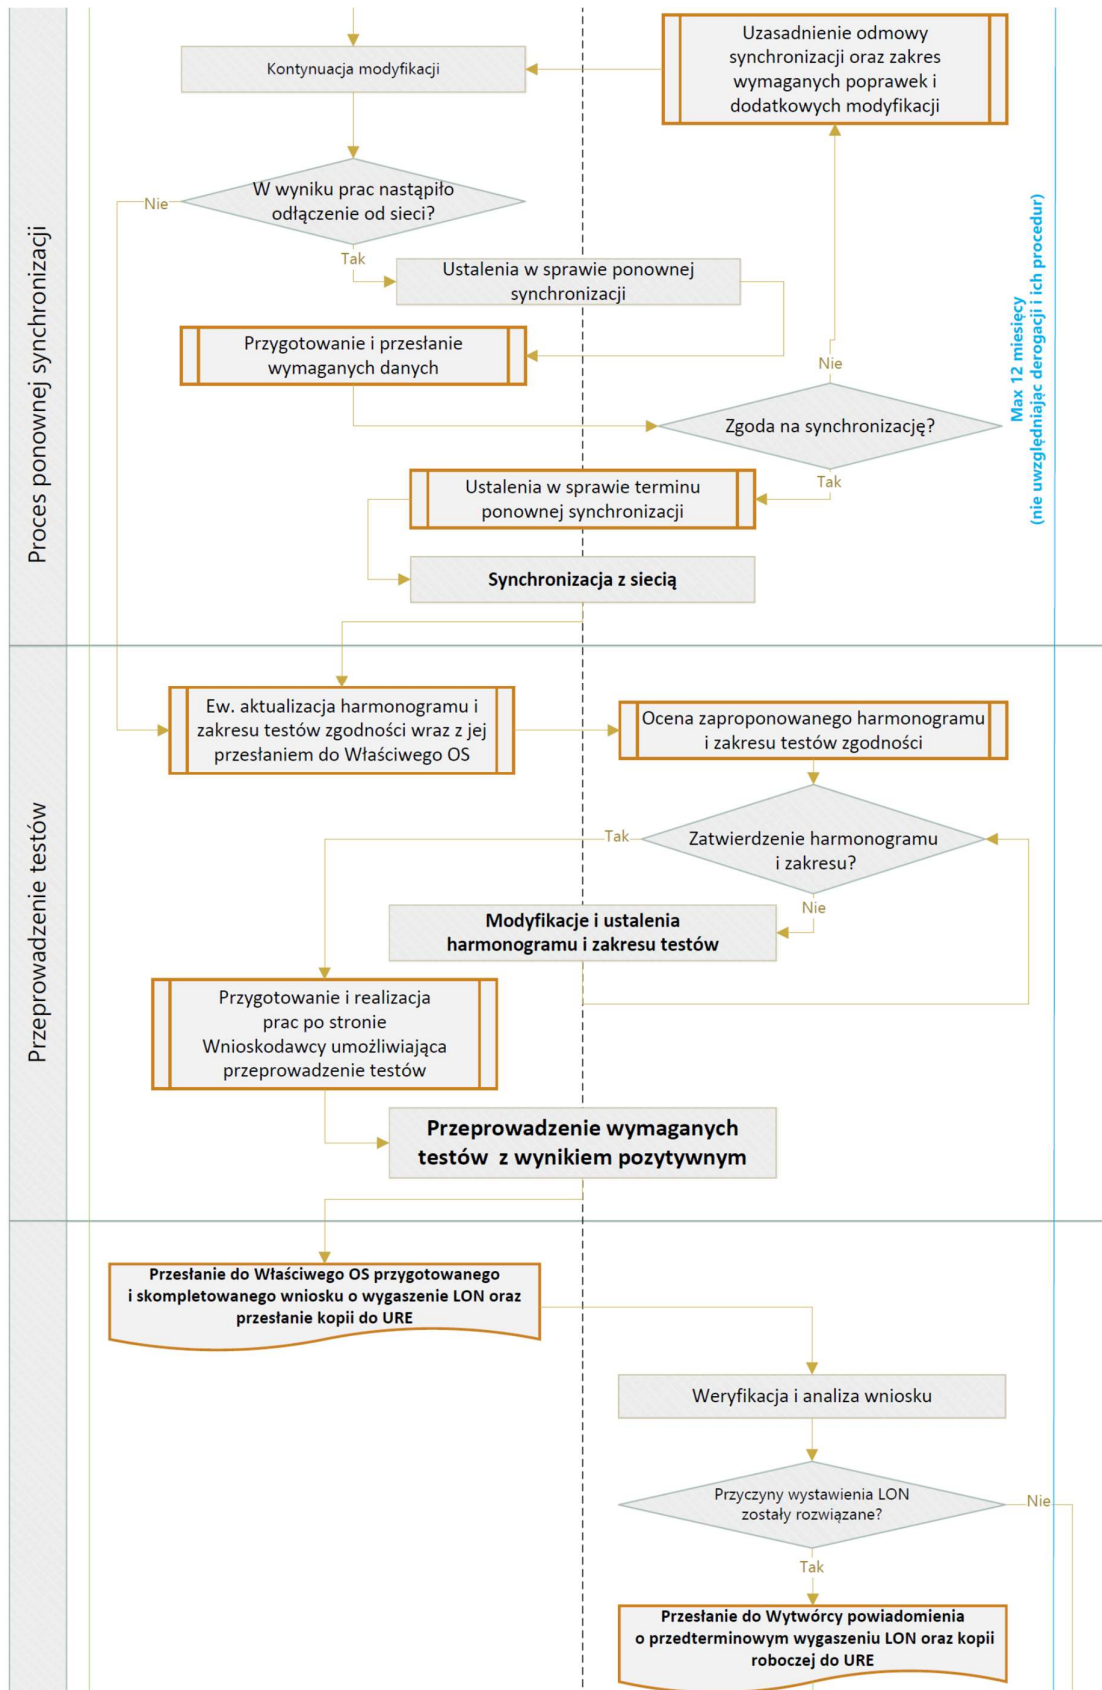 Proces ponownej synchronizacji
Kontynuacja modyfikacji
Uzasadnienie odmowy
synchronizacji oraz zakres
wymaganych poprawek i
dodatkowych modyfikacji
W wyniku prac nastąpiło
odłączenie od sieci?
Nie
Tak
Ustalenia w sprawie ponownej
synchronizacji
Przygotowanie i przesłanie
wymaganych danych
Nie
Zgoda na synchronizację?
Tak
Max 12 miesięcy
(nie uwzględniając derogacji i ich procedur)
Ustalenia w sprawie terminu
ponownej synchronizacji
Synchronizacja z siecią
Przeprowadzenie testów
Ew. aktualizacja harmonogramu i
zakresu testów zgodności wraz z jej
przesłaniem do Właściwego OS
Ocena zaproponowanego harmonogramu
i zakresu testów zgodności
Tak
Zatwierdzenie harmonogramu
i zakresu?
Nie
Modyfikacje i ustalenia
harmonogramu i zakresu testów
Przygotowanie i realizacja
prac po stronie
Wnioskodawcy umożliwiająca
przeprowadzenie testów
Przeprowadzenie wymaganych
testów z wynikiem pozytywnym
Przesłanie do Właściwego OS przygotowanego
i skompletowanego wniosku o wygaszenie LON oraz
przesłanie kopii do URE
Weryfikacja i analiza wniosku
Przyczyny wystawienia LON
zostały rozwiązane?
Nie
Tak
Przesłanie do Wytwórcy powiadomienia
o przedterminowym wygaszeniu LON oraz kopii
roboczej do URE